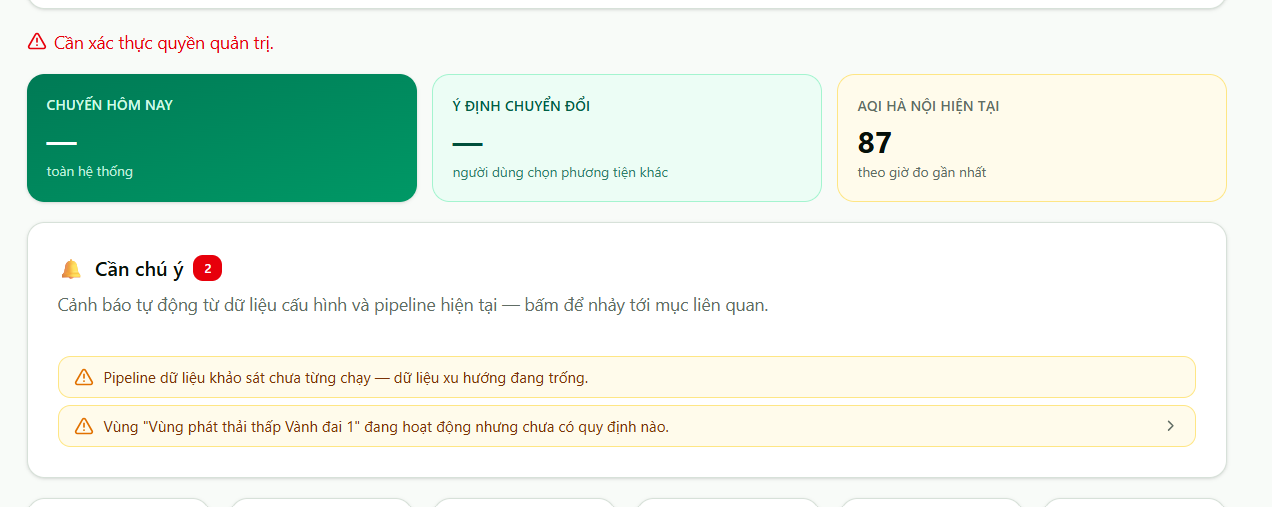 Cần xác thực quyền quản trị.
CHUYẾN HÔM NAY
—
toàn hệ thống
Ý ĐỊNH CHUYỂN ĐỔI
—
người dùng chọn phương tiện khác
AQI HÀ NỘI HIỆN TẠI
87
theo giờ đo gần nhất
Cần chú ý 2
Cảnh báo tự động từ dữ liệu cấu hình và pipeline hiện tại — bấm để nhảy tới mục liên quan.
Pipeline dữ liệu khảo sát chưa từng chạy — dữ liệu xu hướng đang trống.
Vùng "Vùng phát thải thấp Vành đai 1" đang hoạt động nhưng chưa có quy định nào.